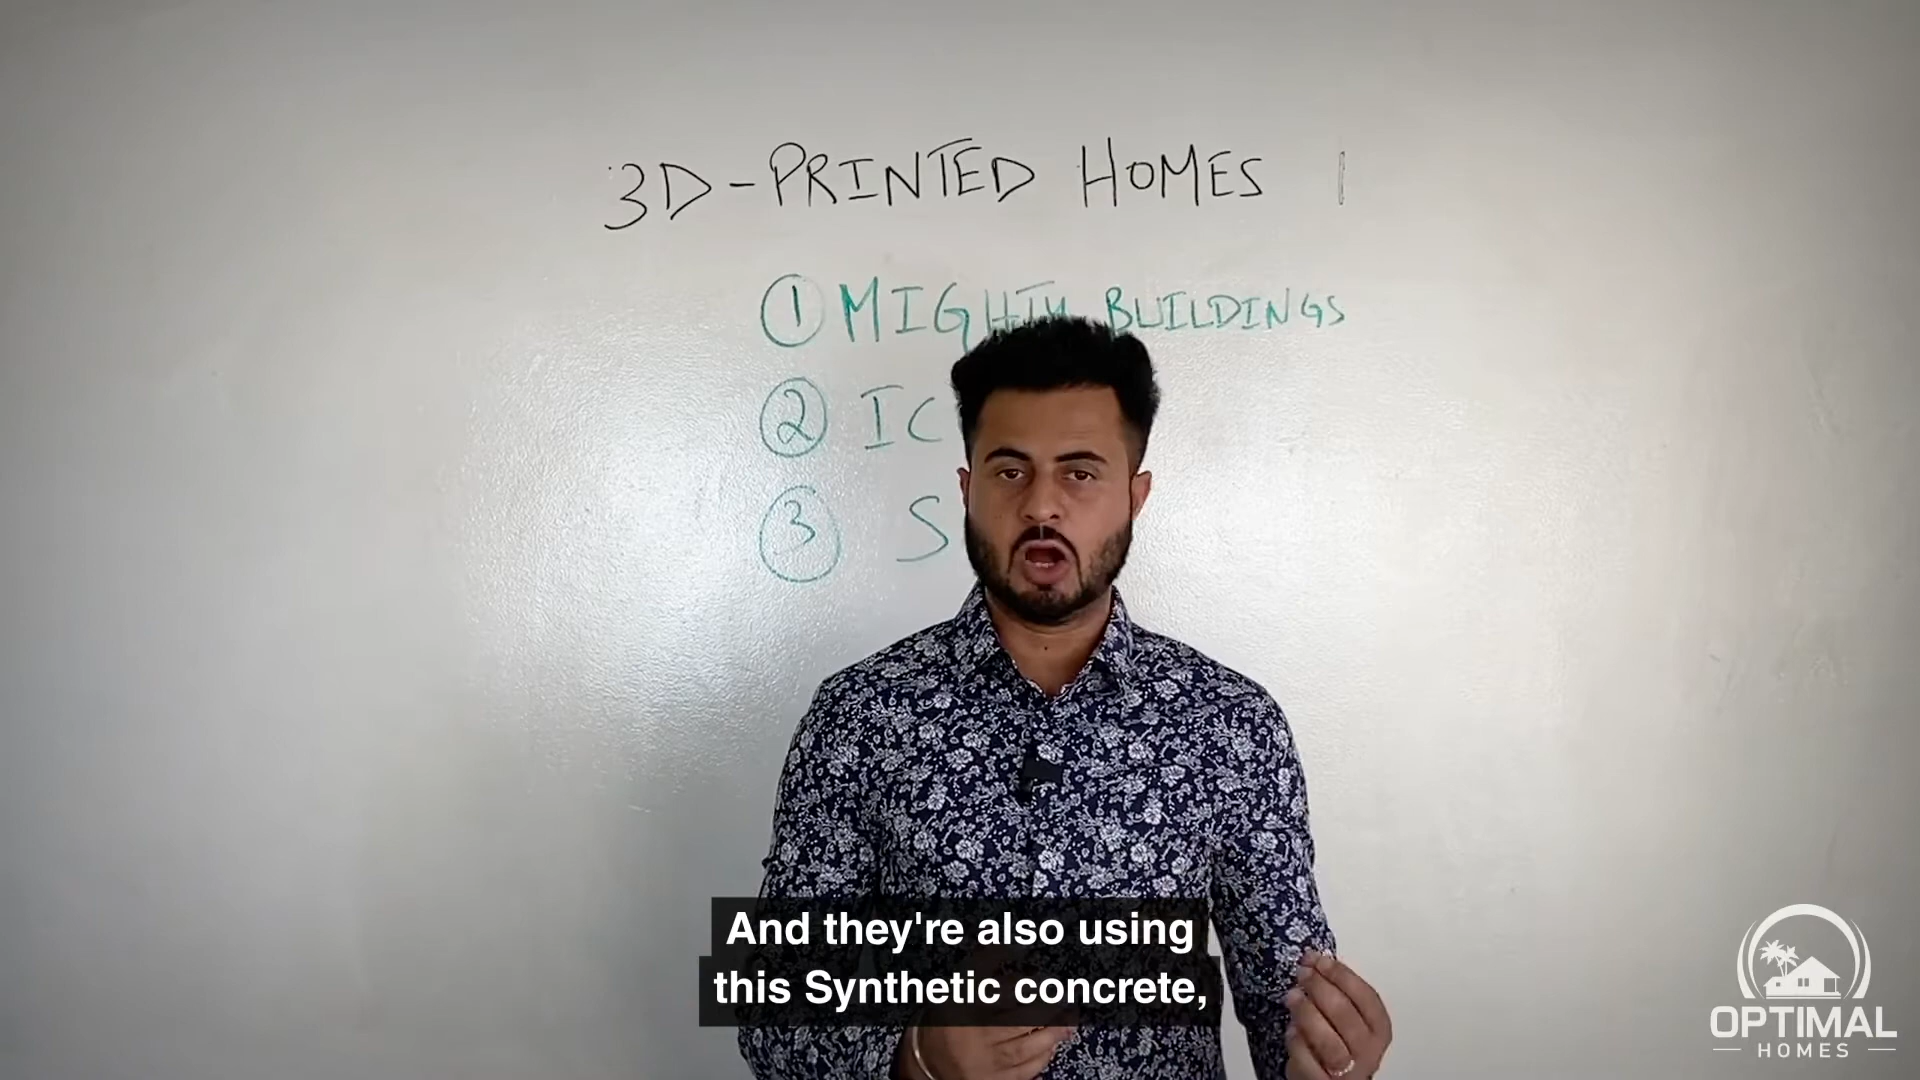 3D-PRINTED HOMES
① MIGHTY BUILDINGS
② IC
③ S
And they're also using
this Synthetic concrete,
OPTIMAL
HOMES